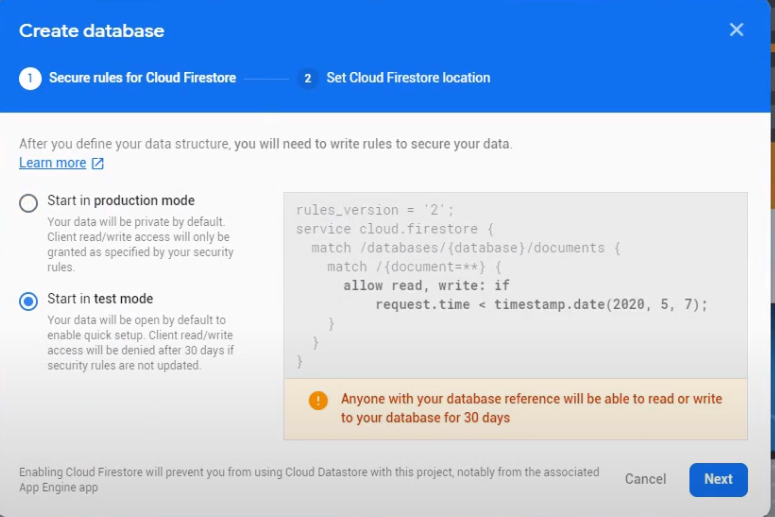 Create database
1 Secure rules for Cloud Firestore
2 Set Cloud Firestore location
After you define your data structure, you will need to write rules to secure your data.
Learn more
Start in production mode
Your data will be private by default.
Client read/write access will only be
granted as specified by your security
rules.
Start in test mode
Your data will be open by default to
enable quick setup. Client read/write
access will be denied after 30 days if
security rules are not updated.
rules_version = '2';
service cloud.firestore {
match /databases/{database}/documents {
match /{document=**} {
allow read, write: if
request.time < timestamp.date(2020, 5, 7);
}
}
}
! Anyone with your database reference will be able to read or write
to your database for 30 days
Enabling Cloud Firestore will prevent you from using Cloud Datastore with this project, notably from the associated
App Engine app
Cancel
Next